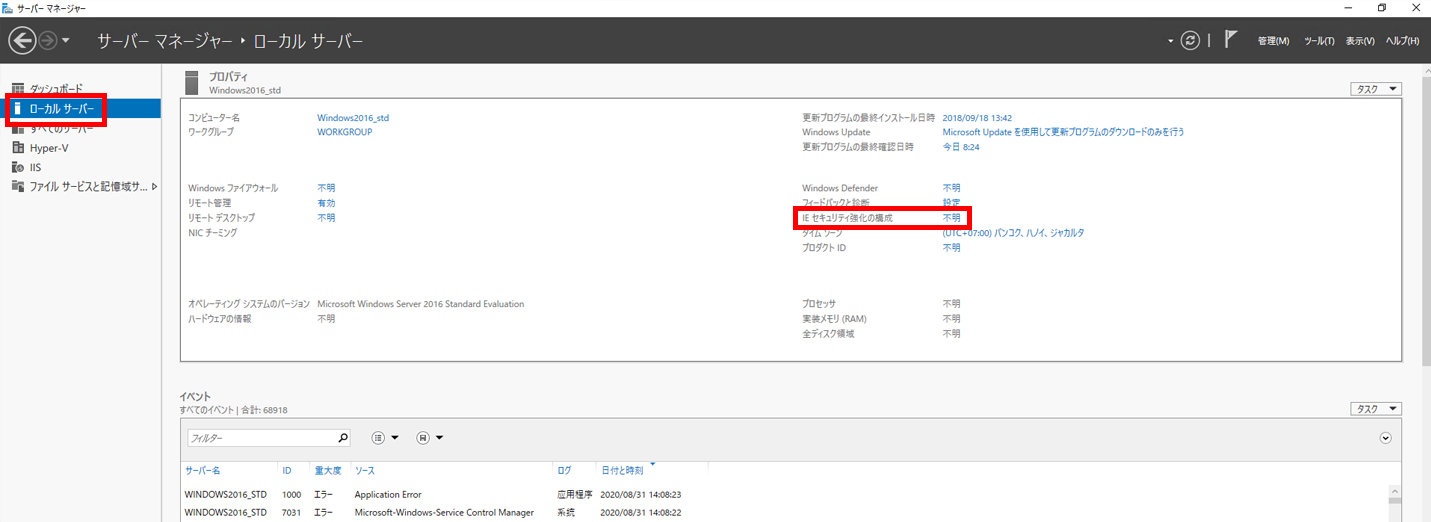 サーバー マネージャー
サーバー マネージャー ・ ローカル サーバー
管理(M) ツール(T) 表示(V) ヘルプ(H)
ダッシュボード
ローカル サーバー
すべてのサーバー
Hyper-V
IIS
ファイル サービスと記憶域サ...
プロパティ
Windows2016_std
タスク
コンピューター名 Windows2016_std
ワークグループ WORKGROUP
更新プログラムの最終インストール日時 2018/09/18 13:42
Windows Update Microsoft Update を使用して更新プログラムのダウンロードのみを行う
更新プログラムの最終確認日時 今日 8:24
Windows ファイアウォール 不明
リモート管理 有効
リモート デスクトップ 不明
NIC チーミング
Windows Defender 不明
フィードバックと診断 設定
IE セキュリティ強化の構成 不明
タイム ゾーン (UTC+07:00) バンコク、ハノイ、ジャカルタ
プロダクト ID 不明
オペレーティング システムのバージョン Microsoft Windows Server 2016 Standard Evaluation
ハードウェアの情報 不明
プロセッサ 不明
実装メモリ (RAM) 不明
全ディスク領域 不明
イベント
すべてのイベント | 合計: 68918
タスク
フィルター
サーバー名 ID 重大度 ソース ログ 日付と時刻
WINDOWS2016_STD 1000 エラー Application Error 应用程序 2020/08/31 14:08:23
WINDOWS2016_STD 7031 エラー Microsoft-Windows-Service Control Manager 系统 2020/08/31 14:08:22